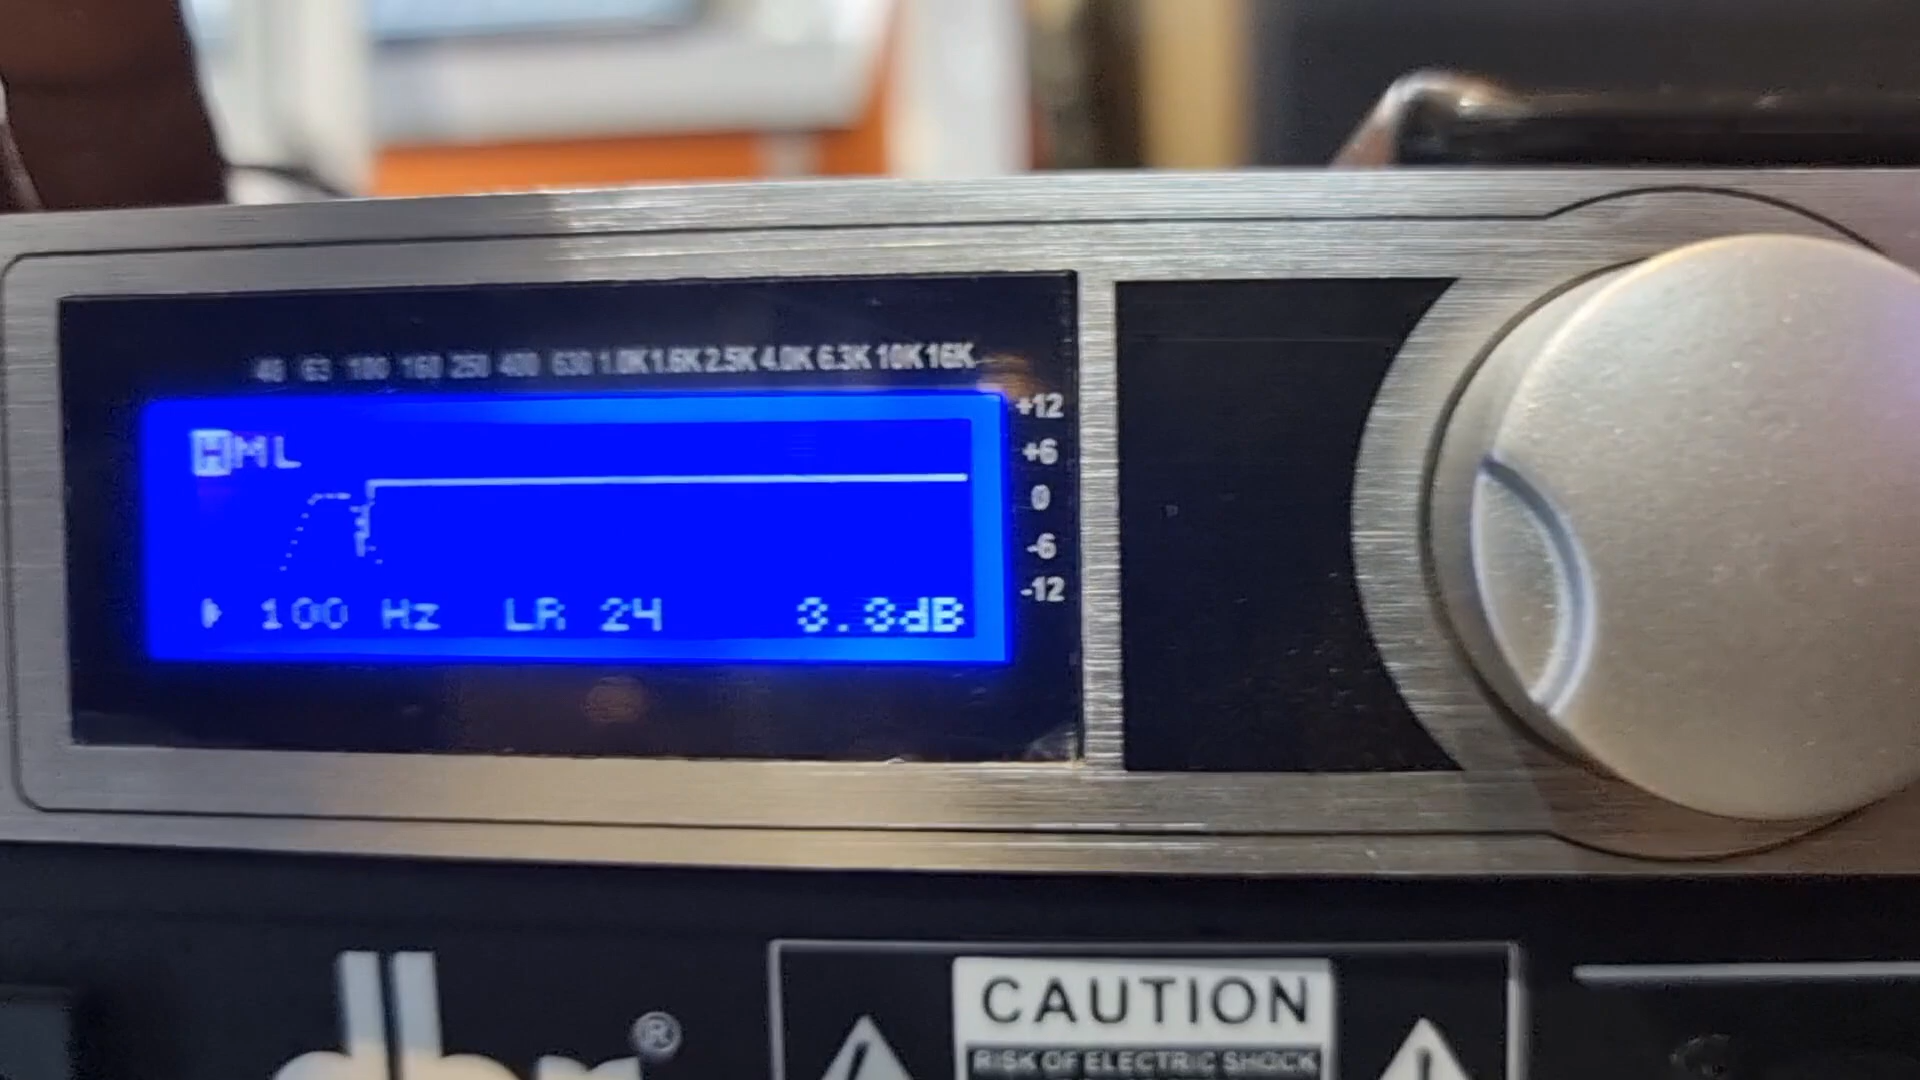 40 63 100 160 250 400 630 1.0K 1.6K 2.5K 4.0K 6.3K 10K 16K
+12
HML
+6
0
-6
-12
100 Hz LR 24 3.3dB
dbx®
CAUTION
RISK OF ELECTRIC SHOCK